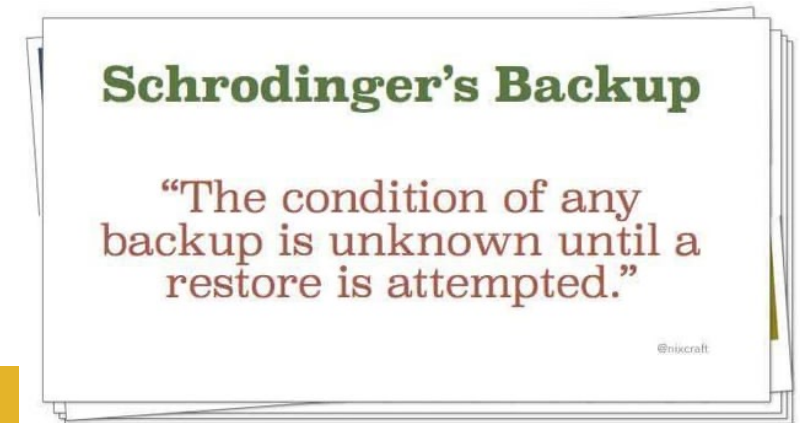 Schrodinger's Backup
“The condition of any
backup is unknown until a
restore is attempted.”
@nixcraft